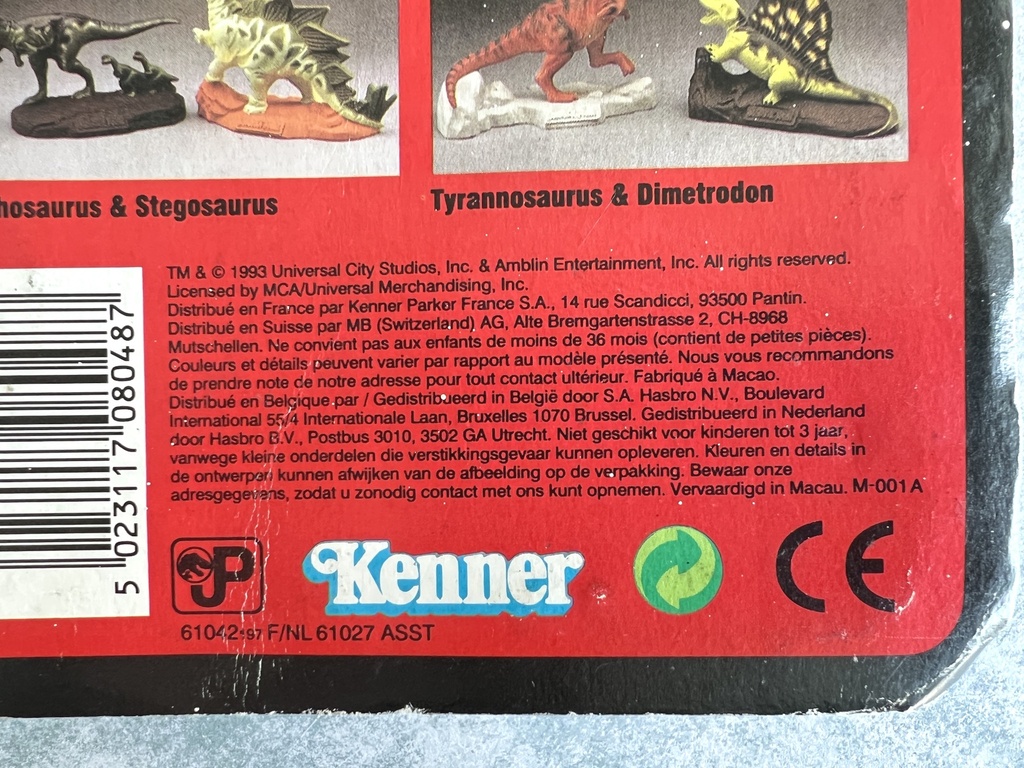 hosaurus & Stegosaurus
Tyrannosaurus & Dimetrodon
TM & © 1993 Universal City Studios, Inc. & Amblin Entertainment, Inc. All rights reserved.
Licensed by MCA/Universal Merchandising, Inc.
Distribué en France par Kenner Parker France S.A., 14 rue Scandicci, 93500 Pantin.
Distribué en Suisse par MB (Switzerland) AG, Alte Bremgartenstrasse 2, CH-8968
Mutschellen. Ne convient pas aux enfants de moins de 36 mois (contient de petites pièces).
Couleurs et détails peuvent varier par rapport au modèle présenté. Nous vous recommandons
de prendre note de notre adresse pour tout contact ultérieur. Fabriqué à Macao.
Distribué en Belgique par / Gedistribueerd in België door S.A. Hasbro N.V., Boulevard
International 55/4 Internationale Laan, Bruxelles 1070 Brussel. Gedistribueerd in Nederland
door Hasbro B.V., Postbus 3010, 3502 GA Utrecht. Niet geschikt voor kinderen tot 3 jaar,
vanwege kleine onderdelen die verstikkingsgevaar kunnen opleveren. Kleuren en details in
de ontwerpen kunnen afwijken van de afbeelding op de verpakking. Bewaar onze
adresgegevens, zodat u zonodig contact met ons kunt opnemen. Vervaardigd in Macau. M-001A
5 023117 080487
JP
Kenner
CE
61042 197 F/NL 61027 ASST